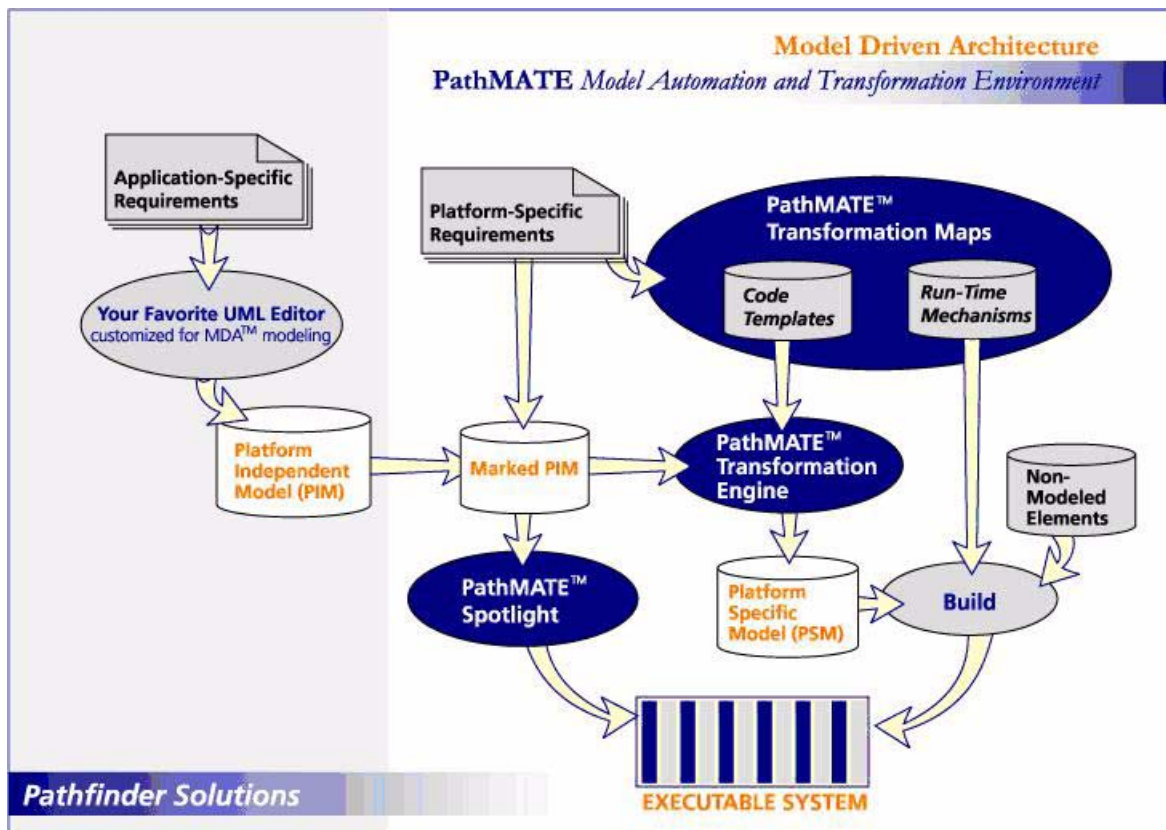 Model Driven Architecture
PathMATE Model Automation and Transformation Environment
Application-Specific
Requirements
Platform-Specific
Requirements
PathMATE™
Transformation Maps
Code
Templates
Run-Time
Mechanisms
Your Favorite UML Editor
customized for MDA™ modeling
Platform
Independent
Model (PIM)
Marked PIM
PathMATE™
Transformation
Engine
Non-
Modeled
Elements
PathMATE™
Spotlight
Platform
Specific
Model (PSM)
Build
EXECUTABLE SYSTEM
Pathfinder Solutions